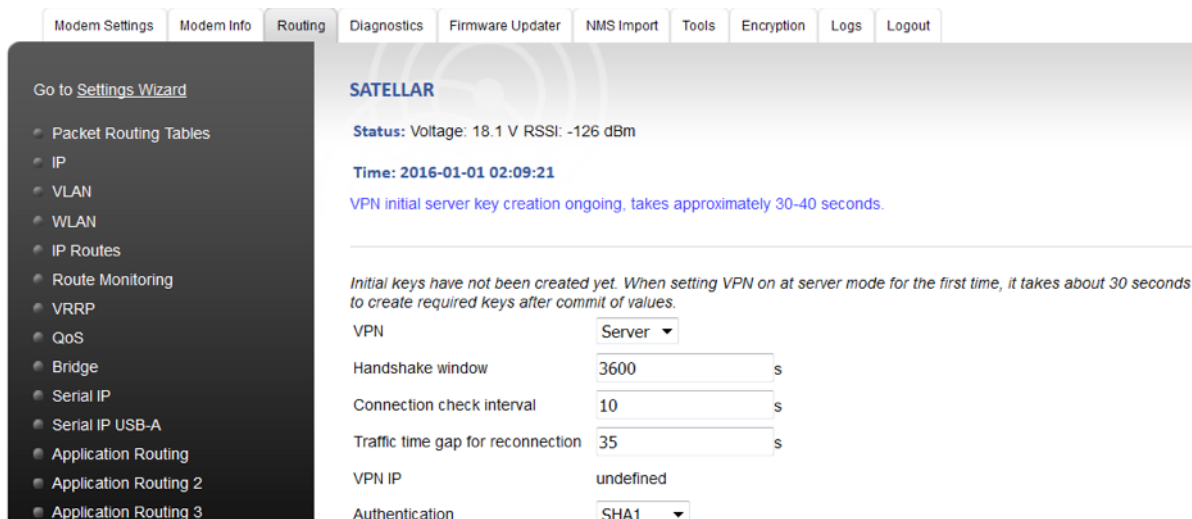 Modem Settings Modem Info Routing Diagnostics Firmware Updater NMS Import Tools Encryption Logs Logout
Go to Settings Wizard
Packet Routing Tables
IP
VLAN
WLAN
IP Routes
Route Monitoring
VRRP
QoS
Bridge
Serial IP
Serial IP USB-A
Application Routing
Application Routing 2
Application Routing 3
SATELLAR
Status: Voltage: 18.1 V RSSI: -126 dBm
Time: 2016-01-01 02:09:21
VPN initial server key creation ongoing, takes approximately 30-40 seconds.
Initial keys have not been created yet. When setting VPN on at server mode for the first time, it takes about 30 seconds
to create required keys after commit of values.
VPN Server
Handshake window 3600 s
Connection check interval 10 s
Traffic time gap for reconnection 35 s
VPN IP undefined
Authentication SHA1